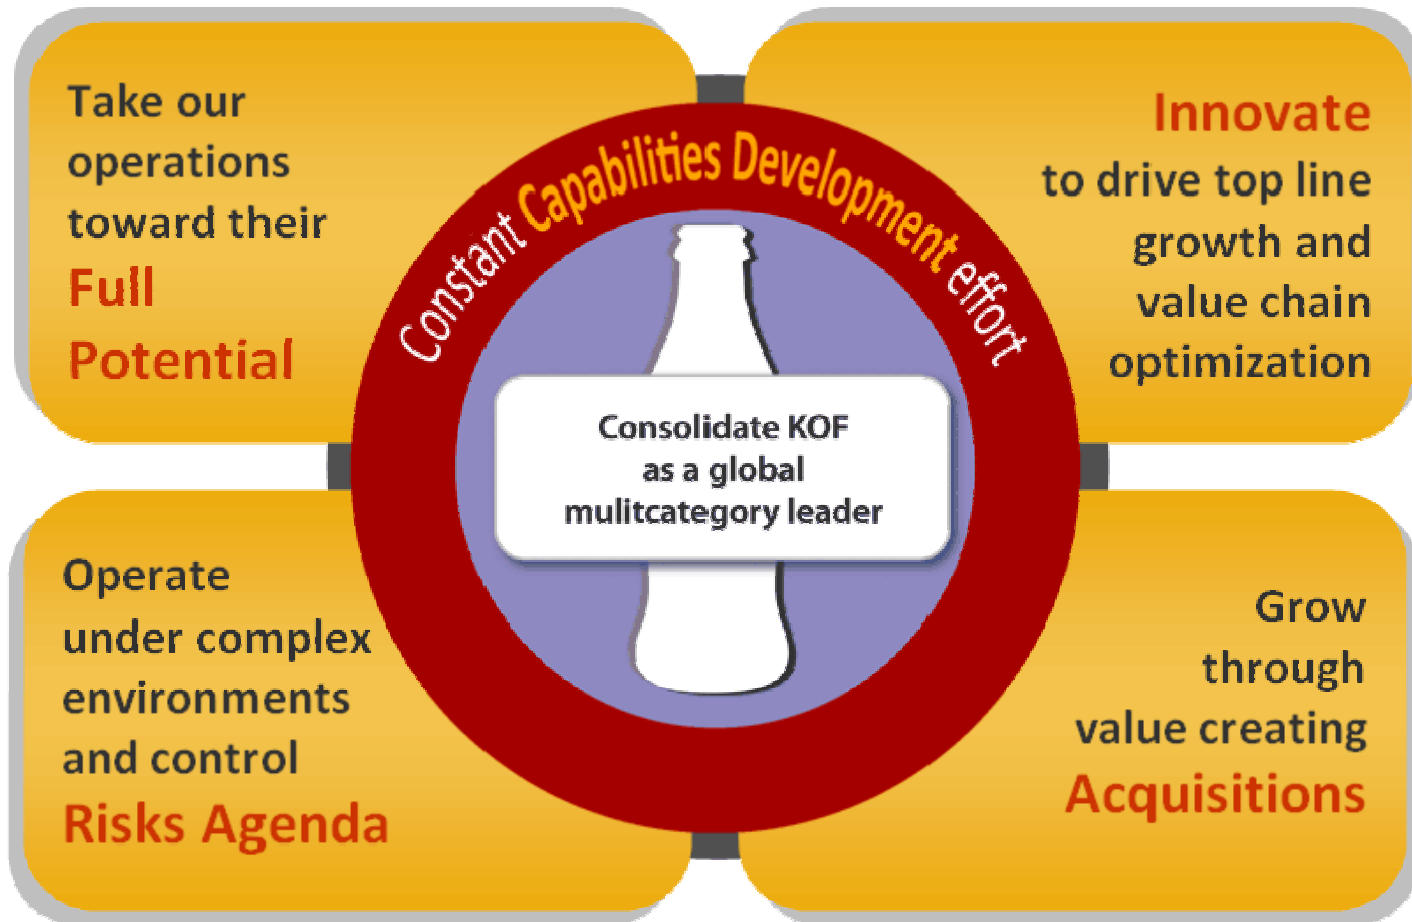 Take our
operations
toward their
Full
Potential
Innovate
to drive top line
growth and
value chain
optimization
Constant Capabilities Development effort
Consolidate KOF
as a global
mulitcategory leader
Operate
under complex
environments
and control
Risks Agenda
Grow
through
value creating
Acquisitions